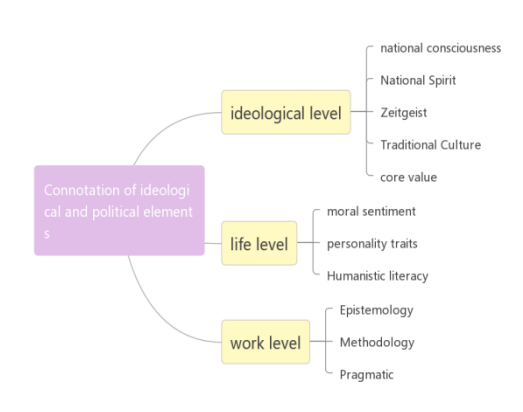 Connotation of ideologi
cal and political element
s
ideological level
national consciousness
National Spirit
Zeitgeist
Traditional Culture
core value
life level
moral sentiment
personality traits
Humanistic literacy
work level
Epistemology
Methodology
Pragmatic